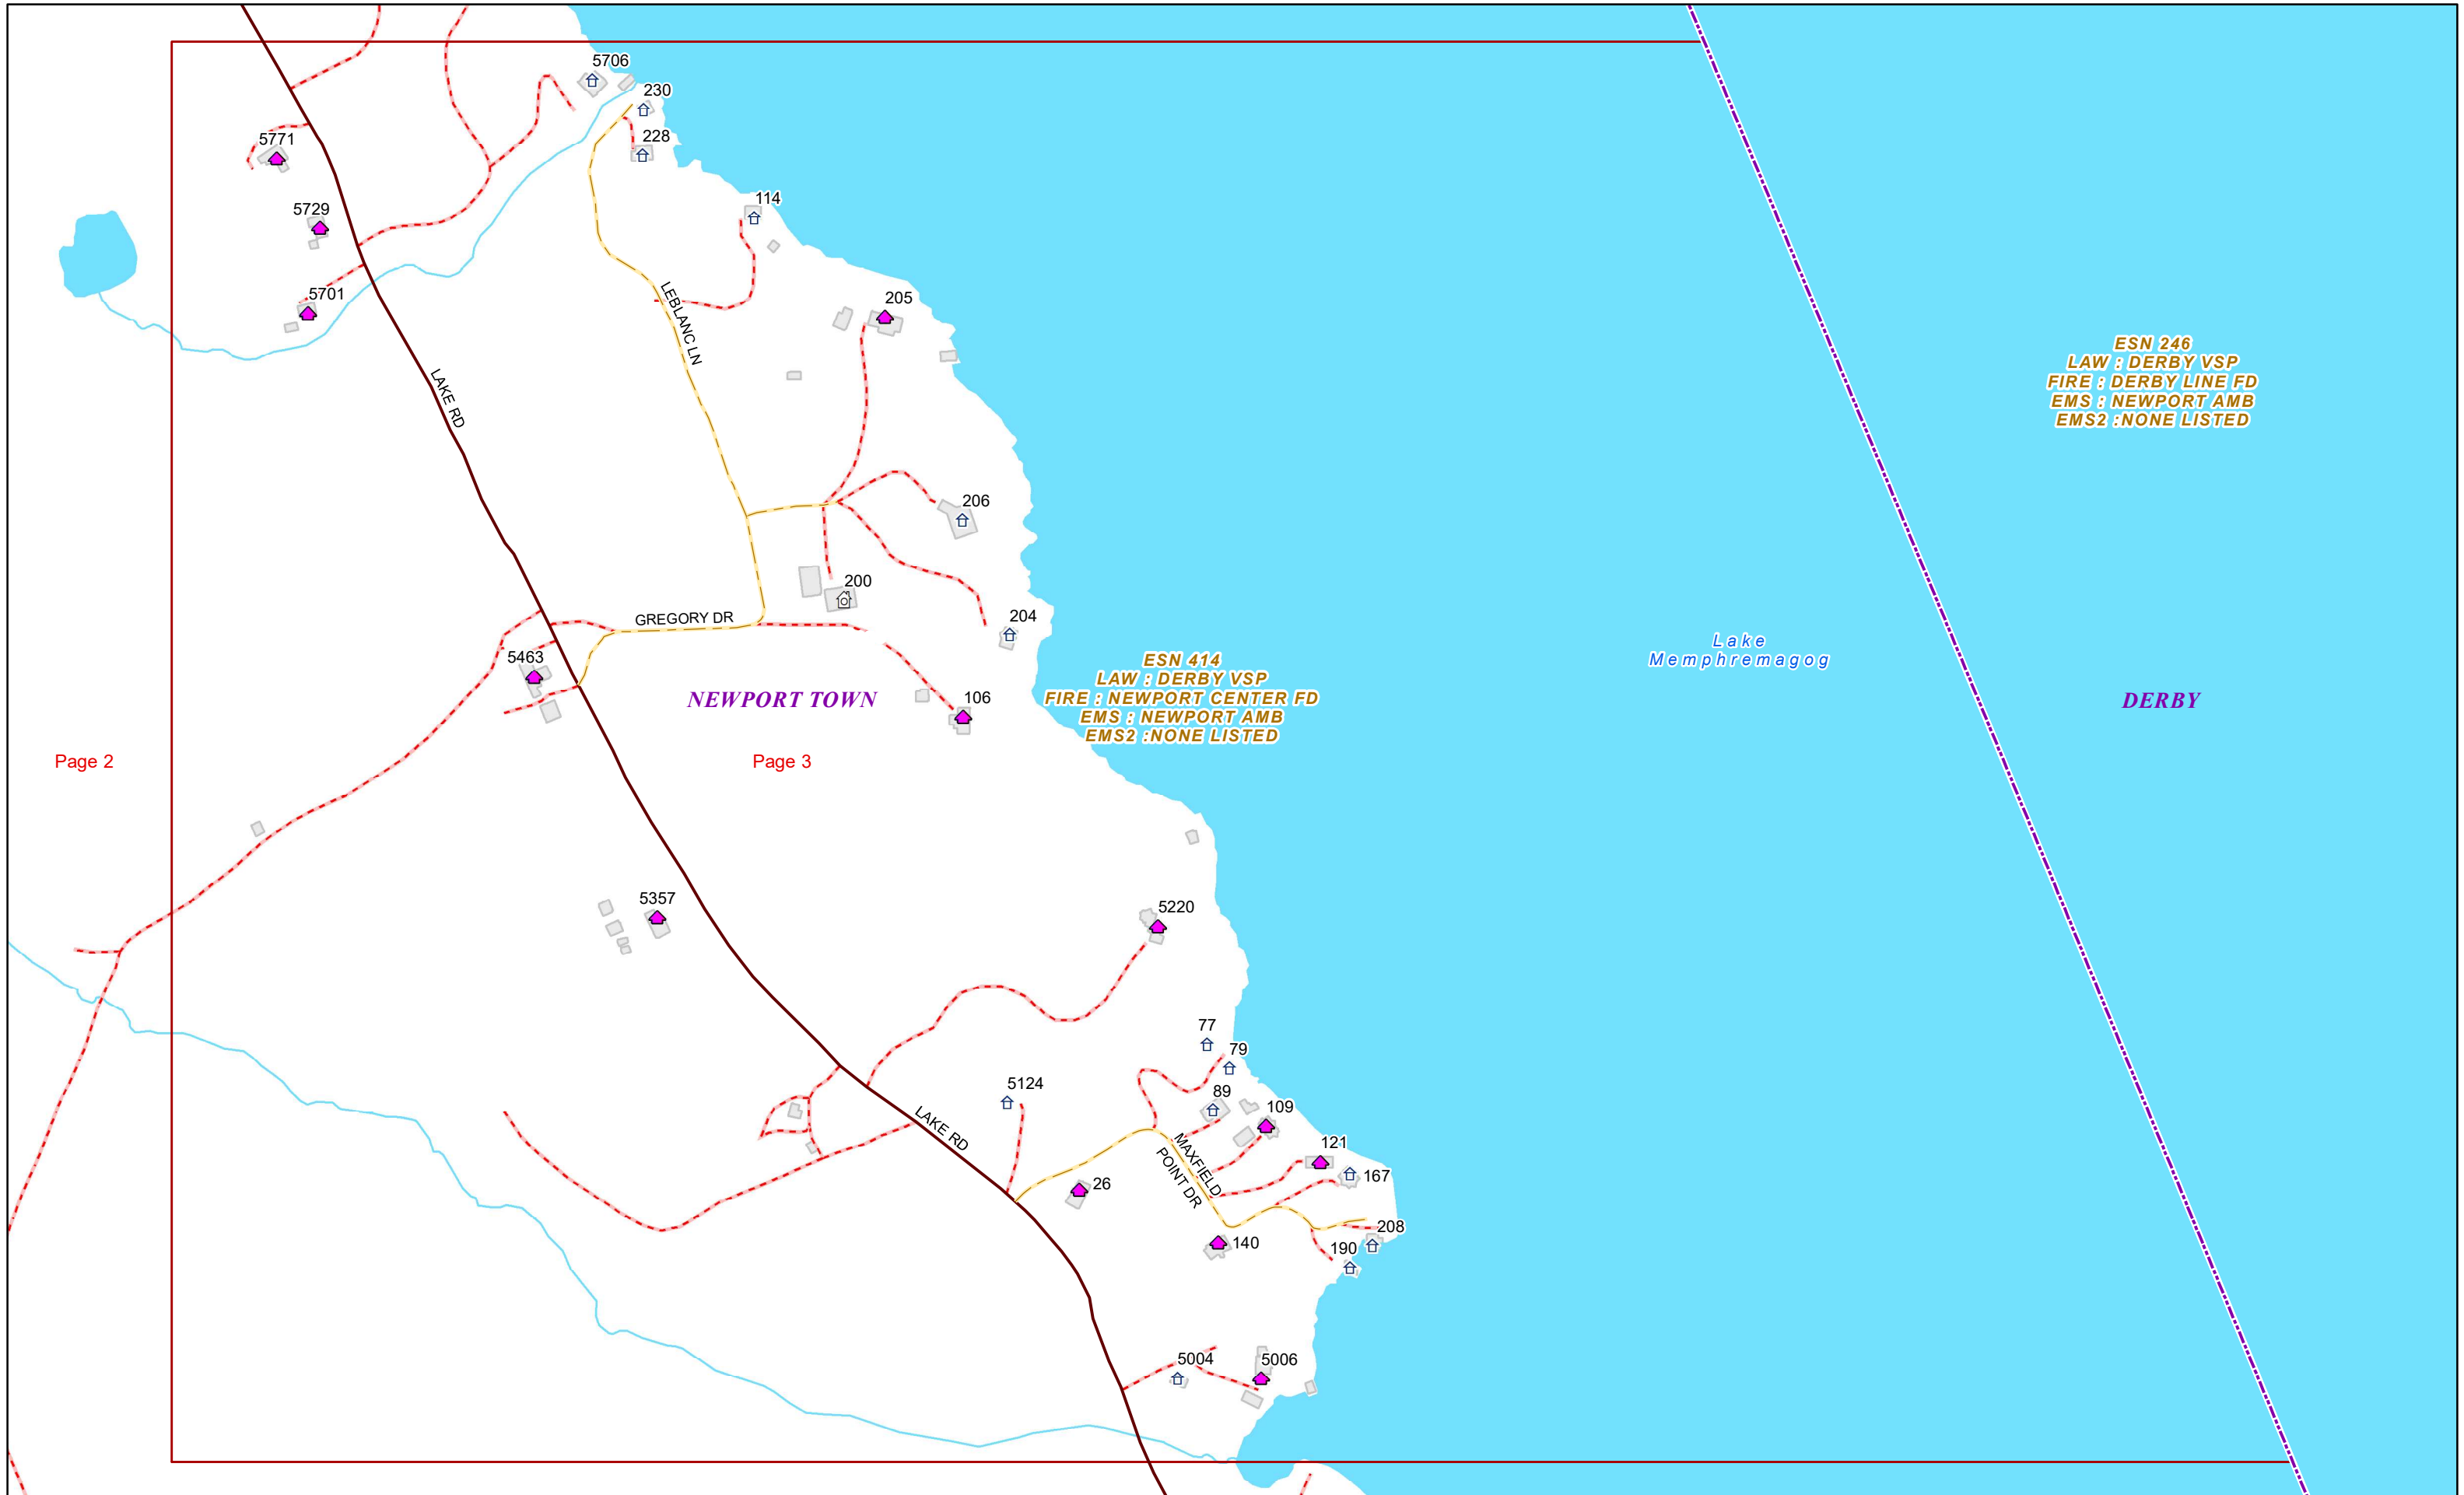 5706
230
228
5771
114
5729
5701
205
LEBLANC LN
LAKE RD
ESN 246
LAW : DERBY VSP
FIRE : DERBY LINE FD
EMS : NEWPORT AMB
EMS2 :NONE LISTED
206
200
GREGORY DR
204
5463
Lake
Memphremagog
ESN 414
LAW : DERBY VSP
FIRE : NEWPORT CENTER FD
EMS : NEWPORT AMB
EMS2 :NONE LISTED
NEWPORT TOWN
106
DERBY
Page 2
Page 3
5357
5220
77
79
5124
89
109
LAKE RD
121
MAXFIELD
POINT DR
167
26
208
140
190
5004
5006